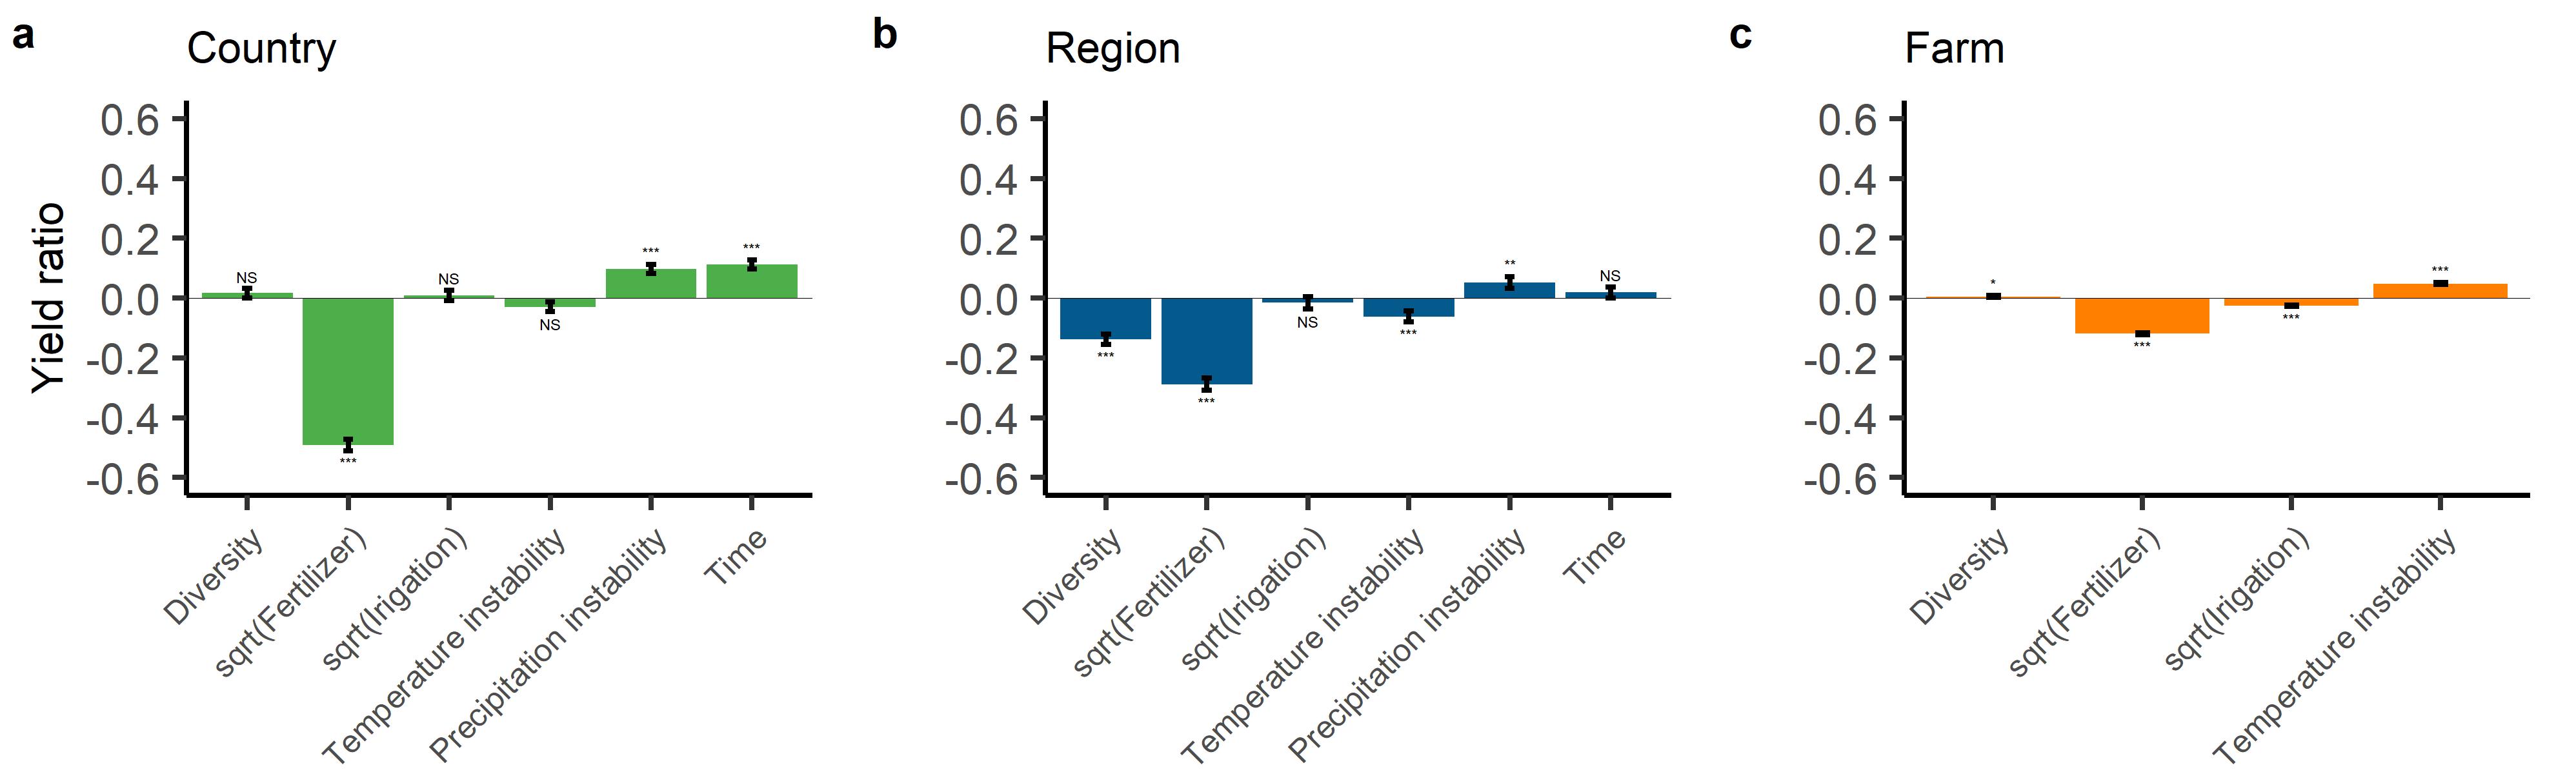 a
Country
Yield ratio
0.6
0.4
0.2
0.0
-0.2
-0.4
-0.6
NS
***
NS
NS
***
***
Diversity
sqrt(Fertilizer)
sqrt(Irigation)
Temperature instability
Precipitation instability
Time
b
Region
0.6
0.4
0.2
0.0
-0.2
-0.4
-0.6
***
***
NS
***
**
NS
Diversity
sqrt(Fertilizer)
sqrt(Irigation)
Temperature instability
Precipitation instability
Time
c
Farm
0.6
0.4
0.2
0.0
-0.2
-0.4
-0.6
*
***
***
***
Diversity
sqrt(Fertilizer)
sqrt(Irigation)
Temperature instability